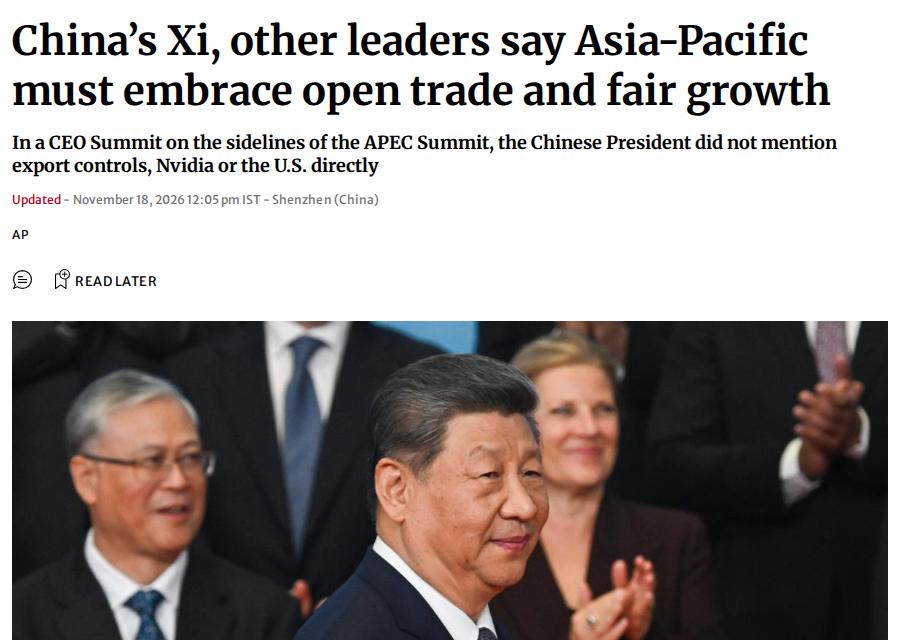 China’s Xi, other leaders say Asia-Pacific
must embrace open trade and fair growth
In a CEO Summit on the sidelines of the APEC Summit, the Chinese President did not mention
export controls, Nvidia or the U.S. directly
Updated - November 18, 2026 12:05 pm IST - Shenzhen (China)
AP
READ LATER